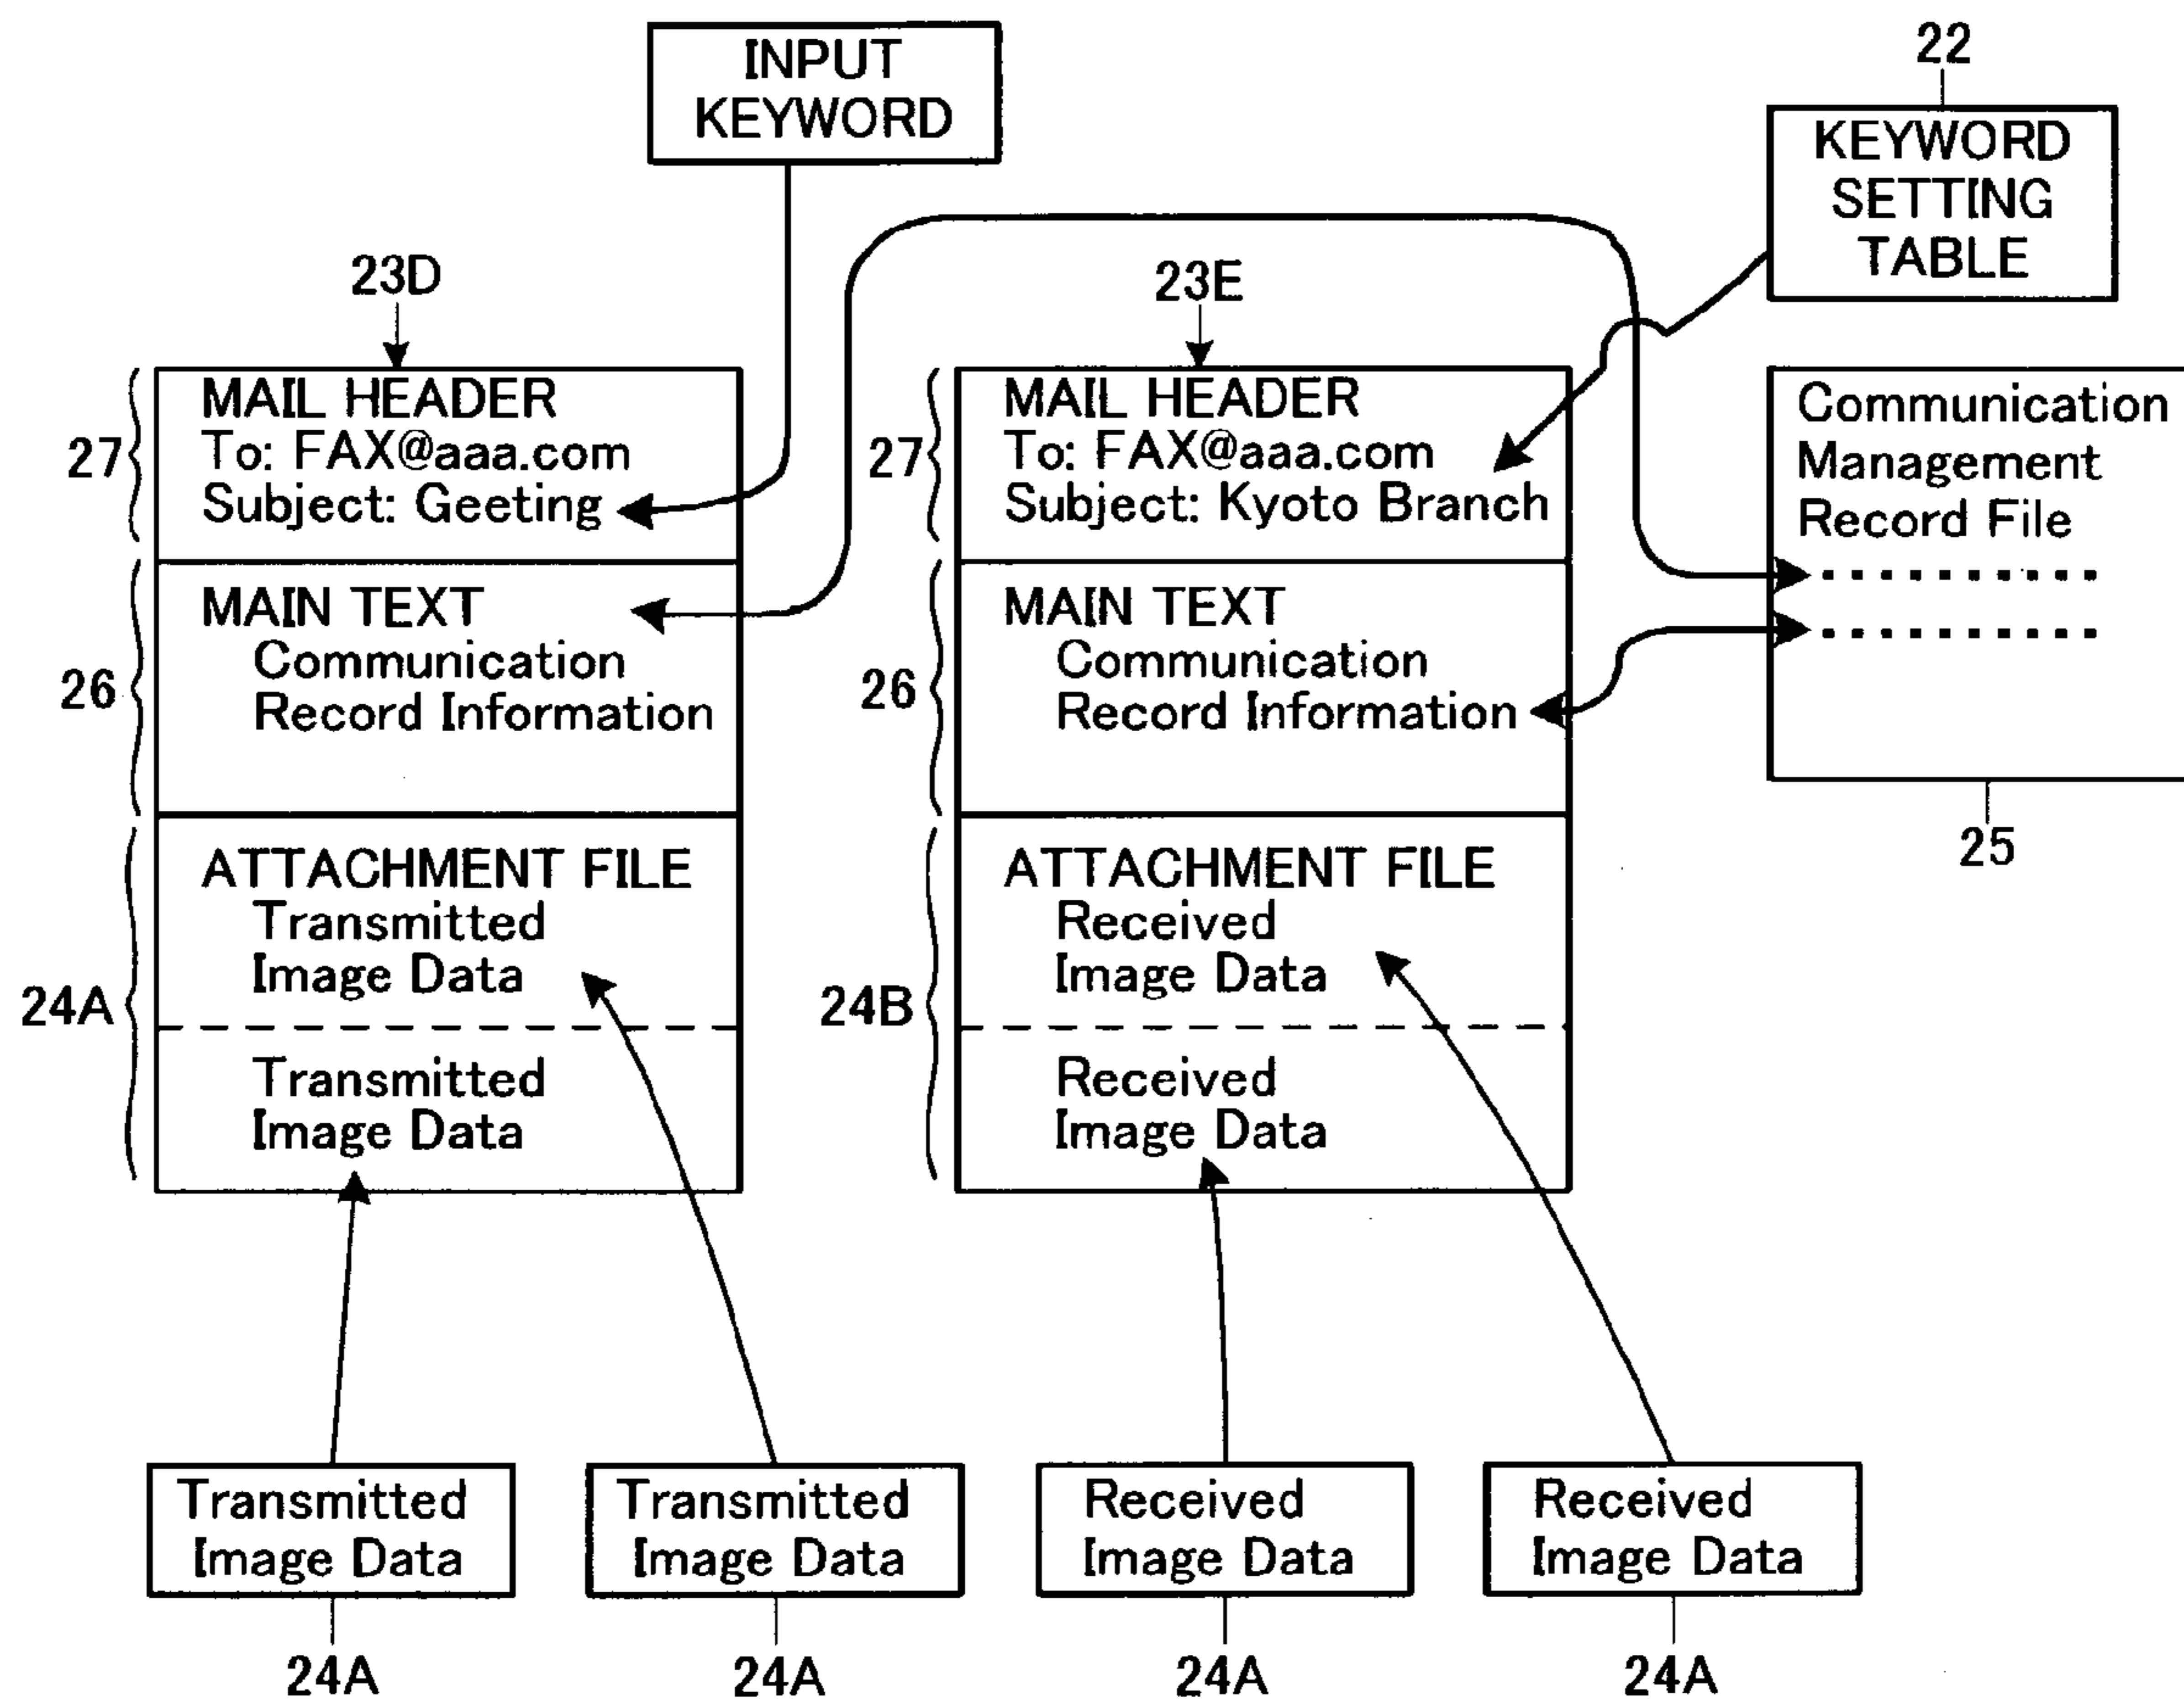 INPUT
KEYWORD
22
KEYWORD
SETTING
TABLE
23D
27
MAIL HEADER
To: FAX@aaa.com
Subject: Geeting
26
MAIN TEXT
Communication
Record Information
24A
ATTACHMENT FILE
Transmitted
Image Data
Transmitted
Image Data
23E
27
MAIL HEADER
To: FAX@aaa.com
Subject: Kyoto Branch
26
MAIN TEXT
Communication
Record Information
24B
ATTACHMENT FILE
Received
Image Data
Received
Image Data
Communication
Management
Record File
25
Transmitted
Image Data
24A
Transmitted
Image Data
24A
Received
Image Data
24A
Received
Image Data
24A